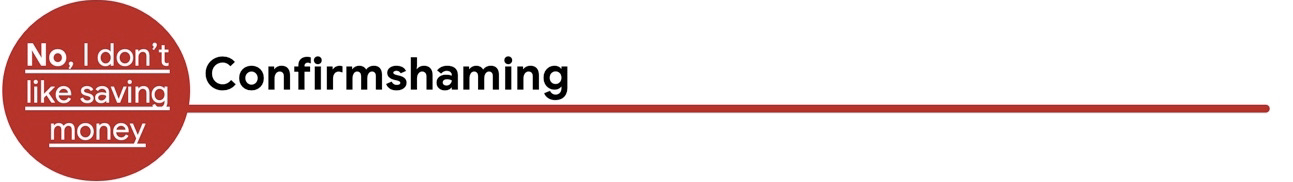 No, I don’t
like saving
money
Confirmshaming